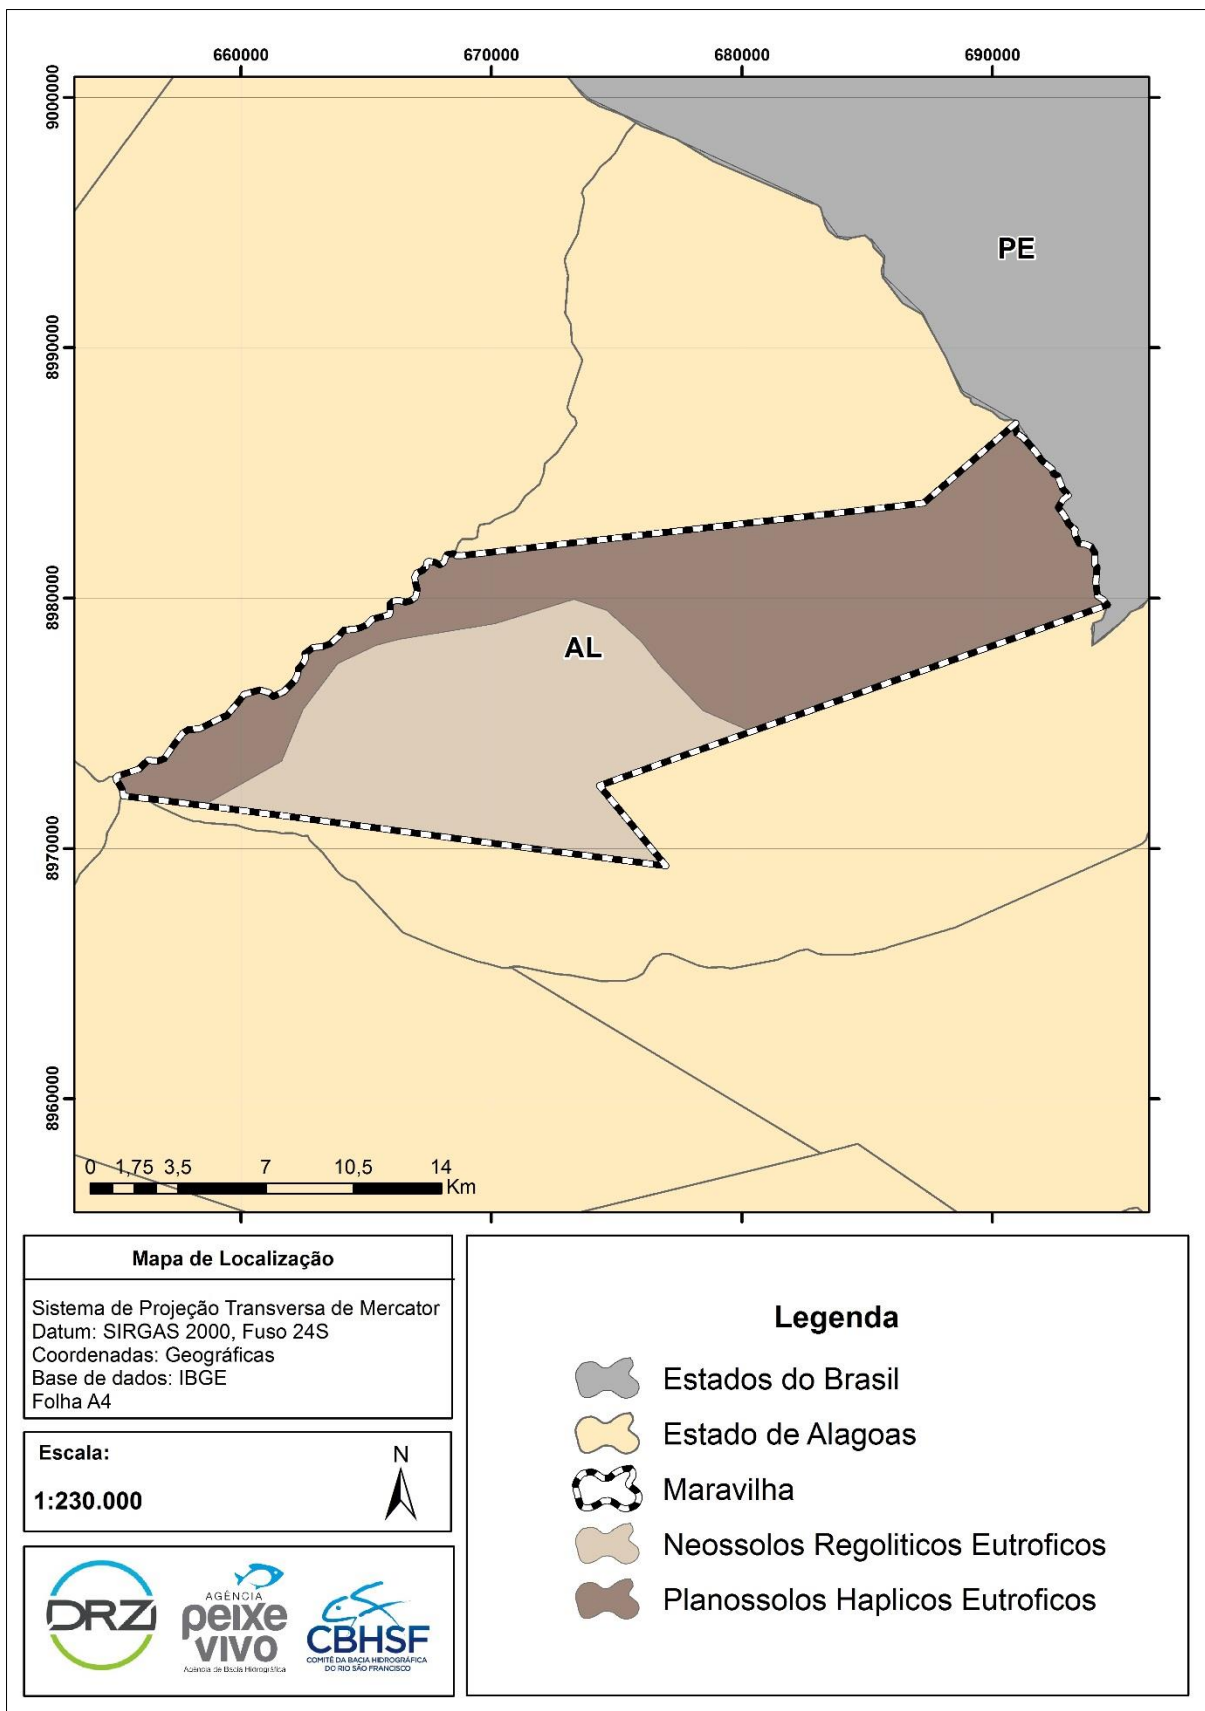 660000 670000 680000 690000
9000000
PE
8990000
8980000
AL
8970000
8960000
0 1,75 3,5 7 10,5 14
Km
Mapa de Localização
Sistema de Projeção Transversa de Mercator
Datum: SIRGAS 2000, Fuso 24S
Coordenadas: Geográficas
Base de dados: IBGE
Folha A4
Escala:
N
1:230.000
DRZ
AGÊNCIA
peixe
vivo
Agência de Bacia Hidrográfica
CBHSF
COMITÊ DA BACIA HIDROGRÁFICA
DO RIO SÃO FRANCISCO
Legenda
Estados do Brasil
Estado de Alagoas
Maravilha
Neossolos Regoliticos Eutroficos
Planossolos Haplicos Eutroficos